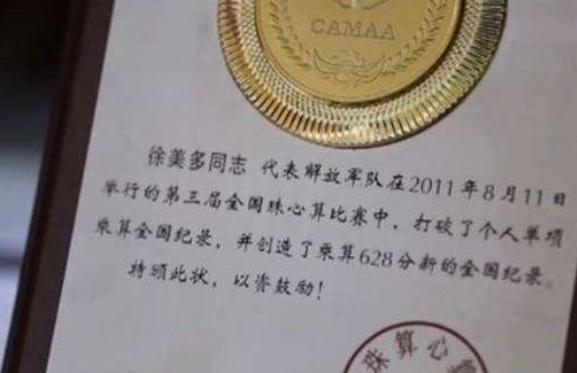 CAMAA
徐美多同志 代表解放军队在2011年8月11日
举行的第三届全国珠心算比赛中，打破了个人单项
乘算全国纪录，并创造了乘算628分新的全国纪录。
特颁此状，以资鼓励！
珠算心